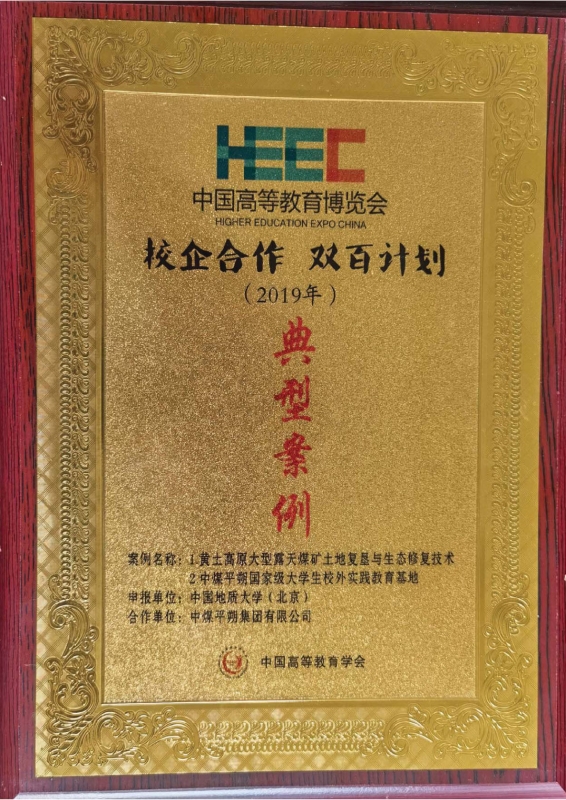 HEEC
中国高等教育博览会
HIGHER EDUCATION EXPO CHINA
校企合作 双百计划
（2019年）
典型案例
案例名称：1.黄土高原大型露天煤矿土地复垦与生态修复技术
2.中煤平朔国家级大学生校外实践教育基地
申报单位：中国地质大学（北京）
合作单位：中煤平朔集团有限公司
中国高等教育学会